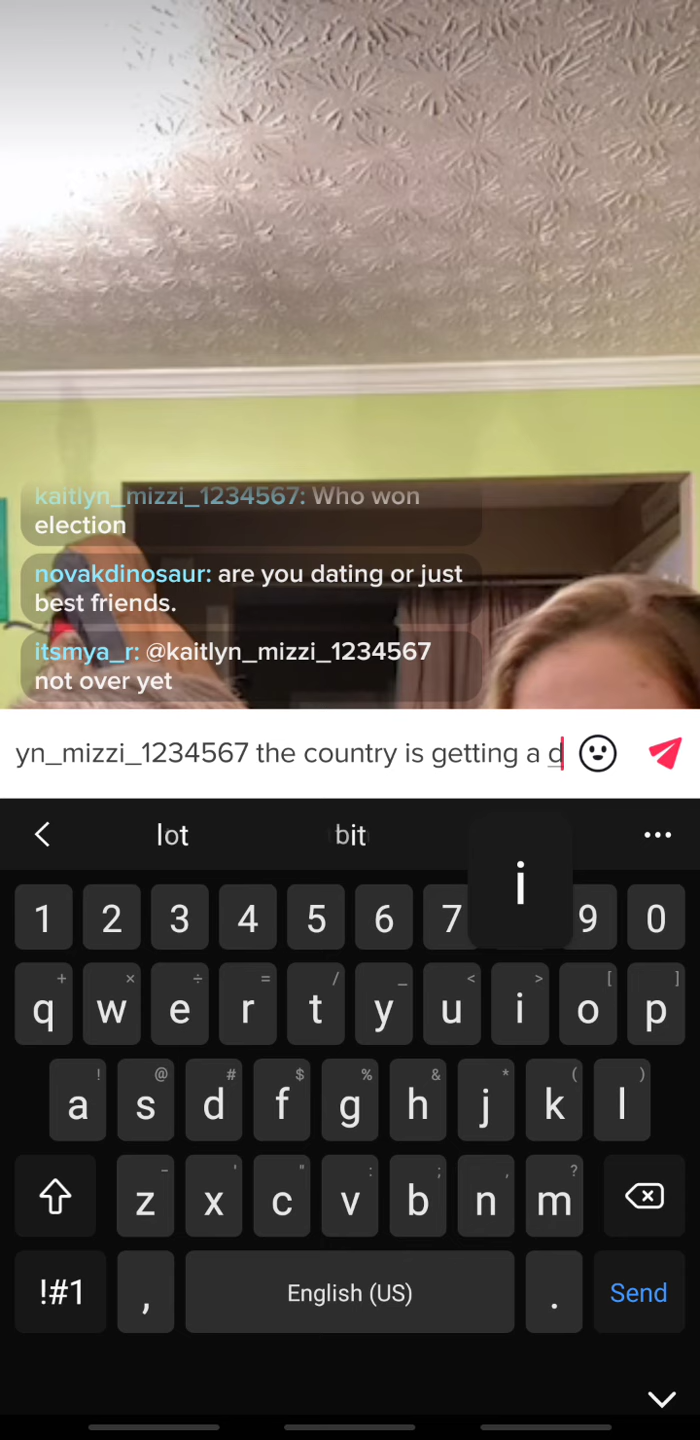 kaitlyn_mizzi_1234567: Who won
election
novakdinosaur: are you dating or just
best friends.
itsmya_r: @kaitlyn_mizzi_1234567
not over yet
yn_mizzi_1234567 the country is getting a d
lot bit
i
1 2 3 4 5 6 7 9 0
+ × ÷ = / _ < > [ ]
q w e r t y u i o p
! @ # $ % & * ( )
a s d f g h j k l
- ' " : ; , ?
z x c v b n m
!#1 , English (US) . Send